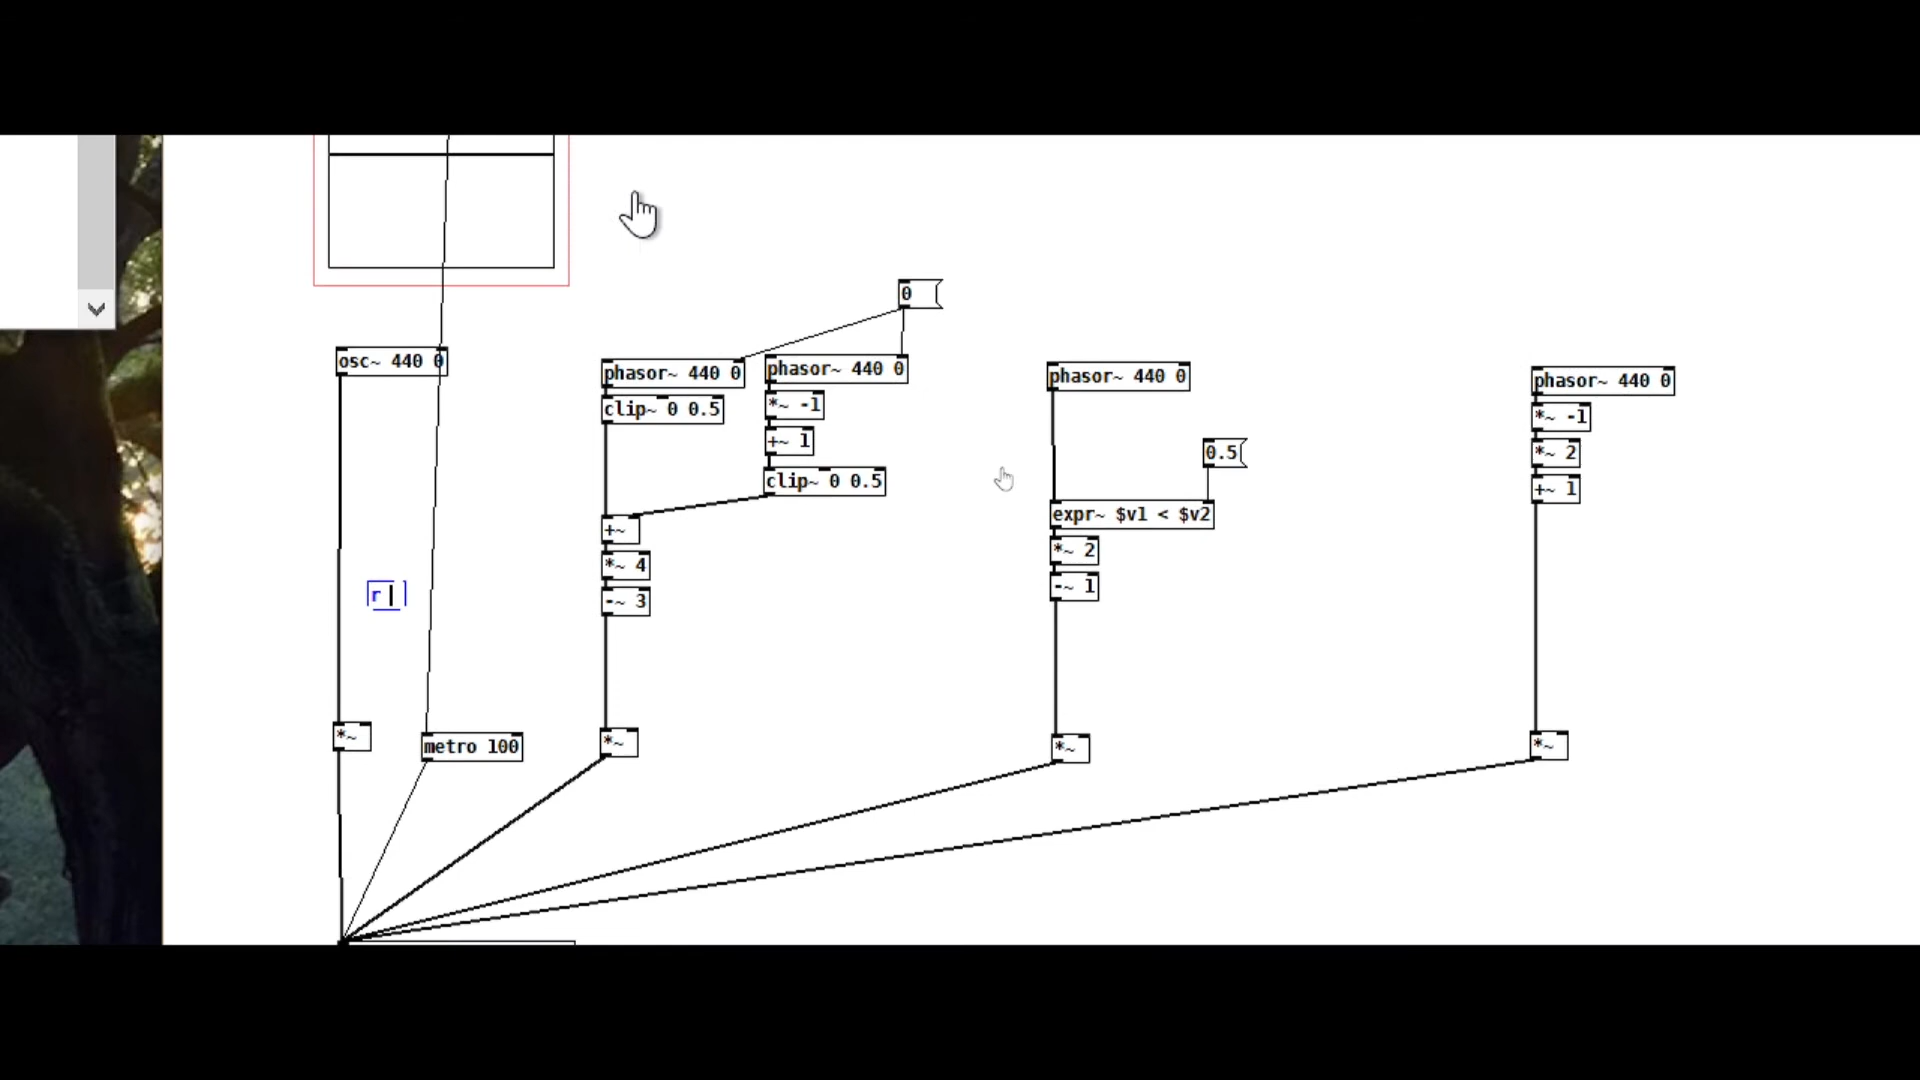 0
osc~ 440 0
phasor~ 440 0
phasor~ 440 0
clip~ 0 0.5
*~ -1
+~ 1
clip~ 0 0.5
+~
*~ 4
-~ 3
r
*~
metro 100
*~
phasor~ 440 0
0.5
expr~ $v1 < $v2
*~ 2
-~ 1
*~
phasor~ 440 0
*~ -1
*~ 2
+~ 1
*~